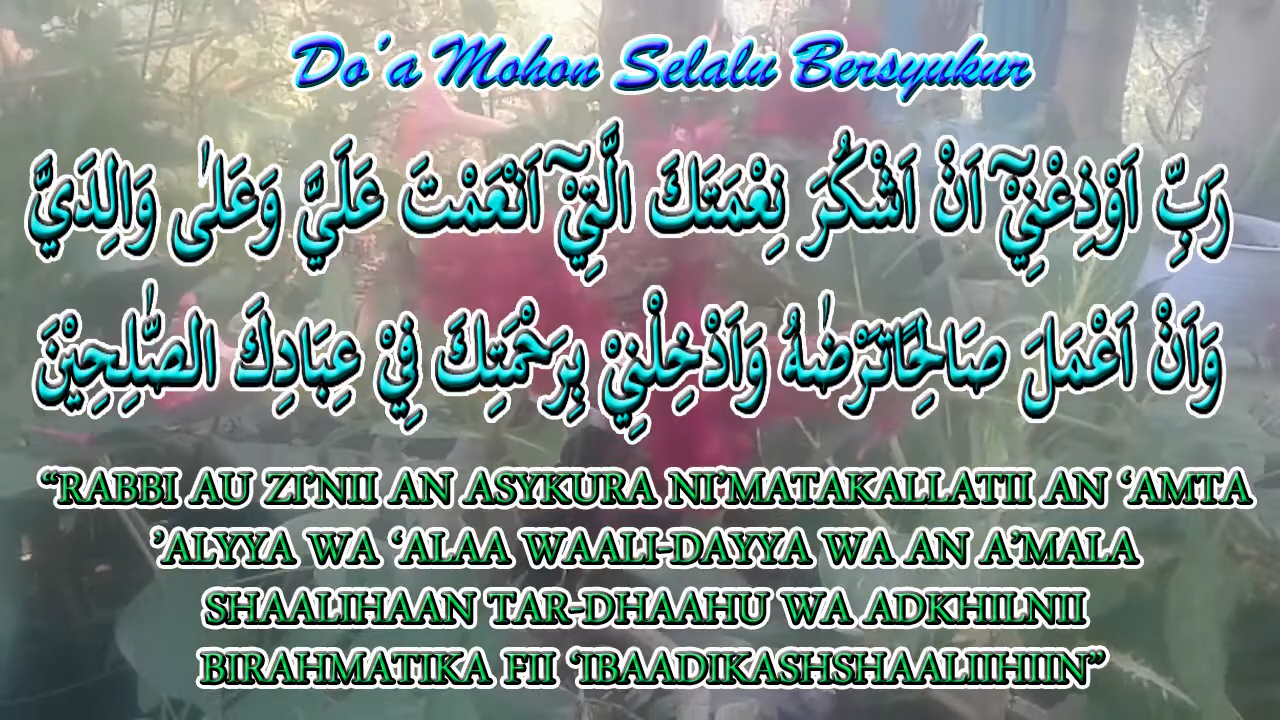 Do'a Mohon Selalu Bersyukur
رَبِّ اَوْذِعْنِيْٓ اَنْ اَشْكُرَ نِعْمَتَكَ الَّتِيْٓ اَنْعَمْتَ عَلَيَّ وَعَلٰى وَالِدَيَّ
وَاَنْ اَعْمَلَ صَالِحًاتَرْضٰهُ وَاَدْخِلْنِيْ بِرَحْمَتِكَ فِيْ عِبَادِكَ الصّٰلِحِيْنَ
“RABBI AU ZI’NII AN ASYKURA NI’MATAKALLATII AN ‘AMTA
’ALYYA WA ‘ALAA WAALI-DAYYA WA AN A’MALA
SHAALIHAAN TAR-DHAAHU WA ADKHILNII
BIRAHMATIKA FII ‘IBAADIKASHSHAALIIHIIN”